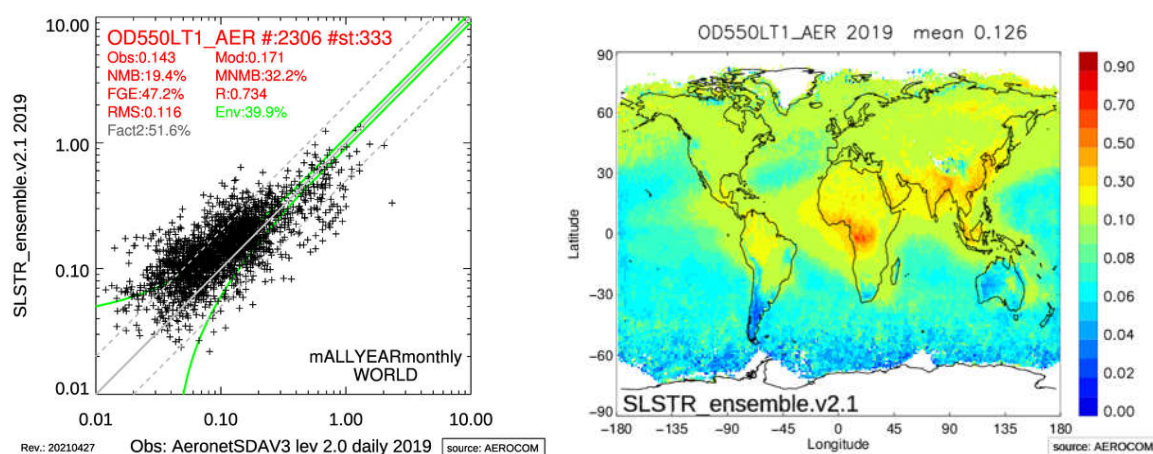 10.00
1.00
0.10
0.01
SLSTR_ensemble.v2.1 2019
OD550LT1_AER #:2306 #st:333
Obs:0.143 Mod:0.171
NMB:19.4% MNMB:32.2%
FGE:47.2% R:0.734
RMS:0.116 Env:39.9%
Fact2:51.6%
mALLYEARmonthly
WORLD
0.01 0.10 1.00 10.00
Rev.: 20210427 Obs: AeronetSDAV3 lev 2.0 daily 2019 source: AEROCOM
OD550LT1_AER 2019 mean 0.126
90
60
30
0
−30
−60
−90
Latitude
SLSTR_ensemble.v2.1
−180 −135 −90 −45 0 45 90 135 180
Longitude
0.90
0.70
0.50
0.30
0.20
0.10
0.08
0.06
0.04
0.02
0.00
source: AEROCOM